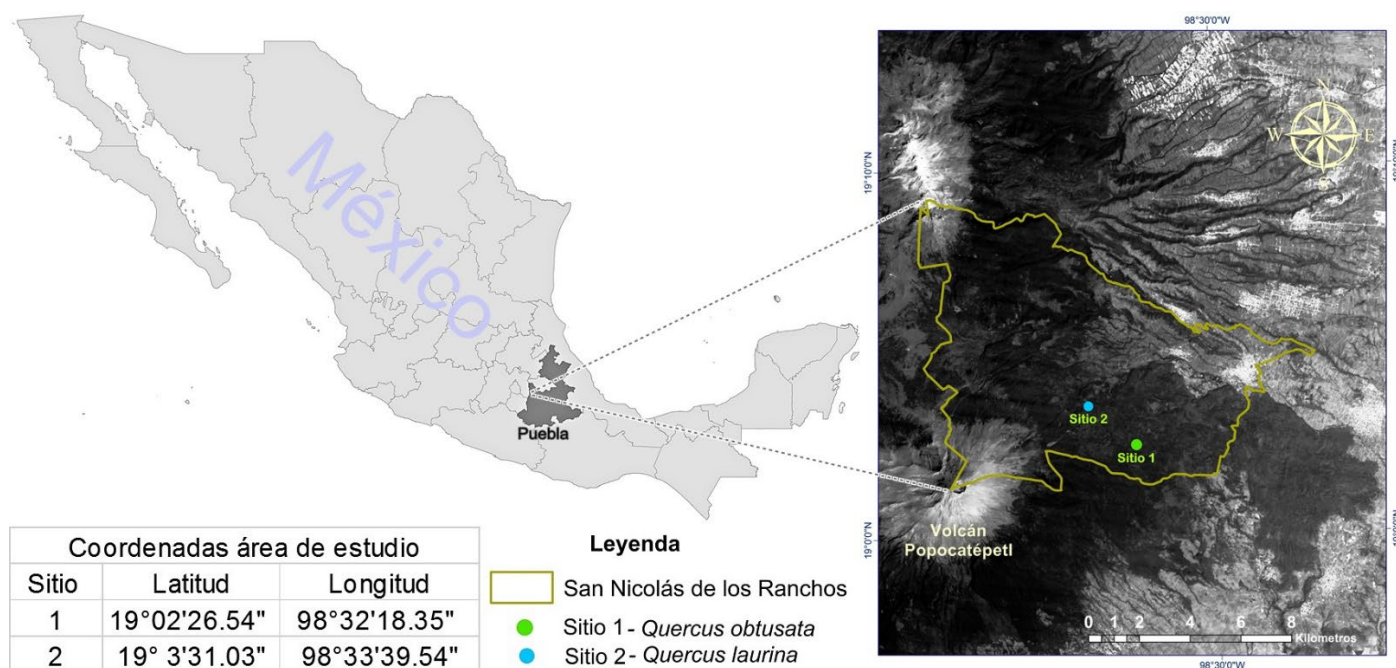 México
Puebla
Coordenadas área de estudio
Sitio Latitud Longitud
1 19°02'26.54" 98°32'18.35"
2 19° 3'31.03" 98°33'39.54"
Leyenda
San Nicolás de los Ranchos
Sitio 1 - Quercus obtusata
Sitio 2 - Quercus laurina
98°30'0"W
19°10'0"N
W E
Sitio 2
Sitio 1
19°0'0"N
Volcán
Popocatépetl
0 1 2 4 6 8
Kilometros
98°30'0"W